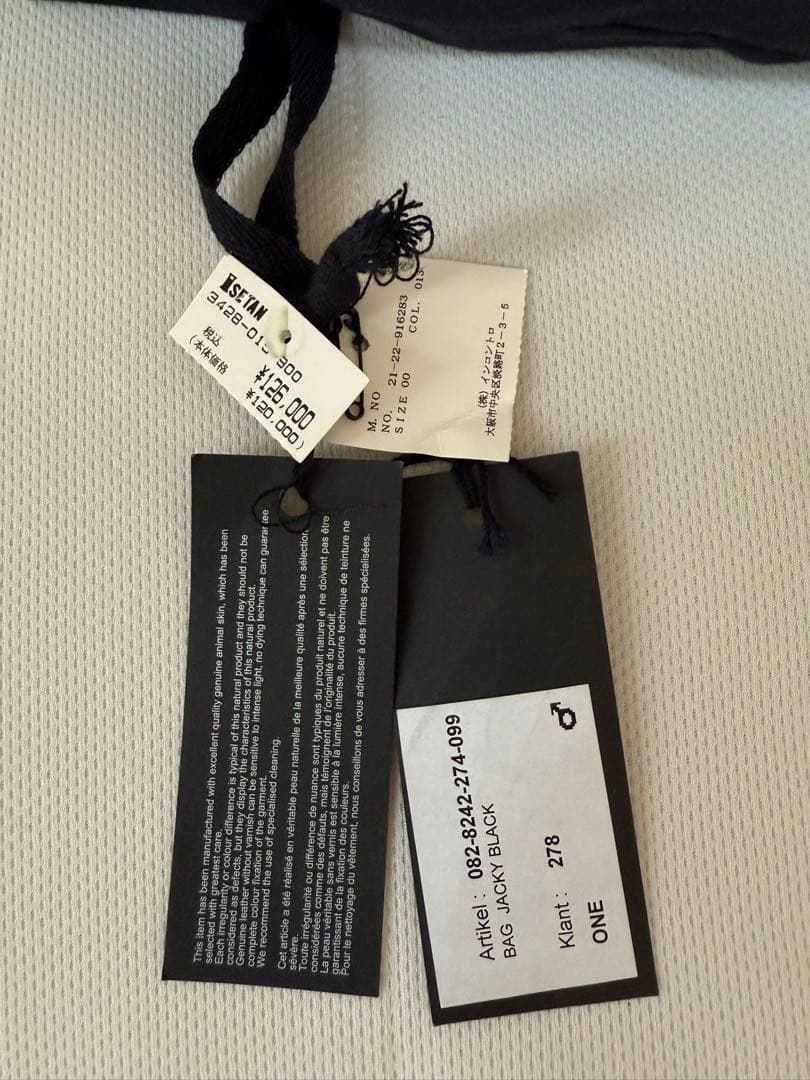 ISETAN
3428-01 300
税込 ¥126,000
(本体価格 ¥120,000)
M. NO
NO. 21-22-916283
SIZE 00 COL. 013
(株) インコントロ
大阪市中央区淡路町2-3-5
This item has been manufactured with excellent quality genuine animal skin, which has been
selected with greatest care.
Each irregularity or colour difference is typical of this natural product and they should not be
considered as defects, but they display the characteristics of this natural product.
Genuine leather without varnish can be sensitive to intense light, no dying technique can guarantee
complete colour fixation of the garment.
We recommend the use of specialised cleaning.
Cet article a été réalisé en véritable peau naturelle de la meilleure qualité après une sélection
sévère.
Toute irrégularité ou différence de nuance sont typiques du produit naturel et ne doivent pas être
considérées comme des défauts, mais témoignent de l'originalité du produit.
La peau véritable sans vernis est sensible à la lumière intense, aucune technique de teinture ne
garantissant de la fixation des couleurs.
Pour le nettoyage du vêtement, nous conseillons de vous adresser à des firmes spécialisées.
Artikel : 082-8242-274-099
BAG JACKY BLACK
Klant : 278
ONE